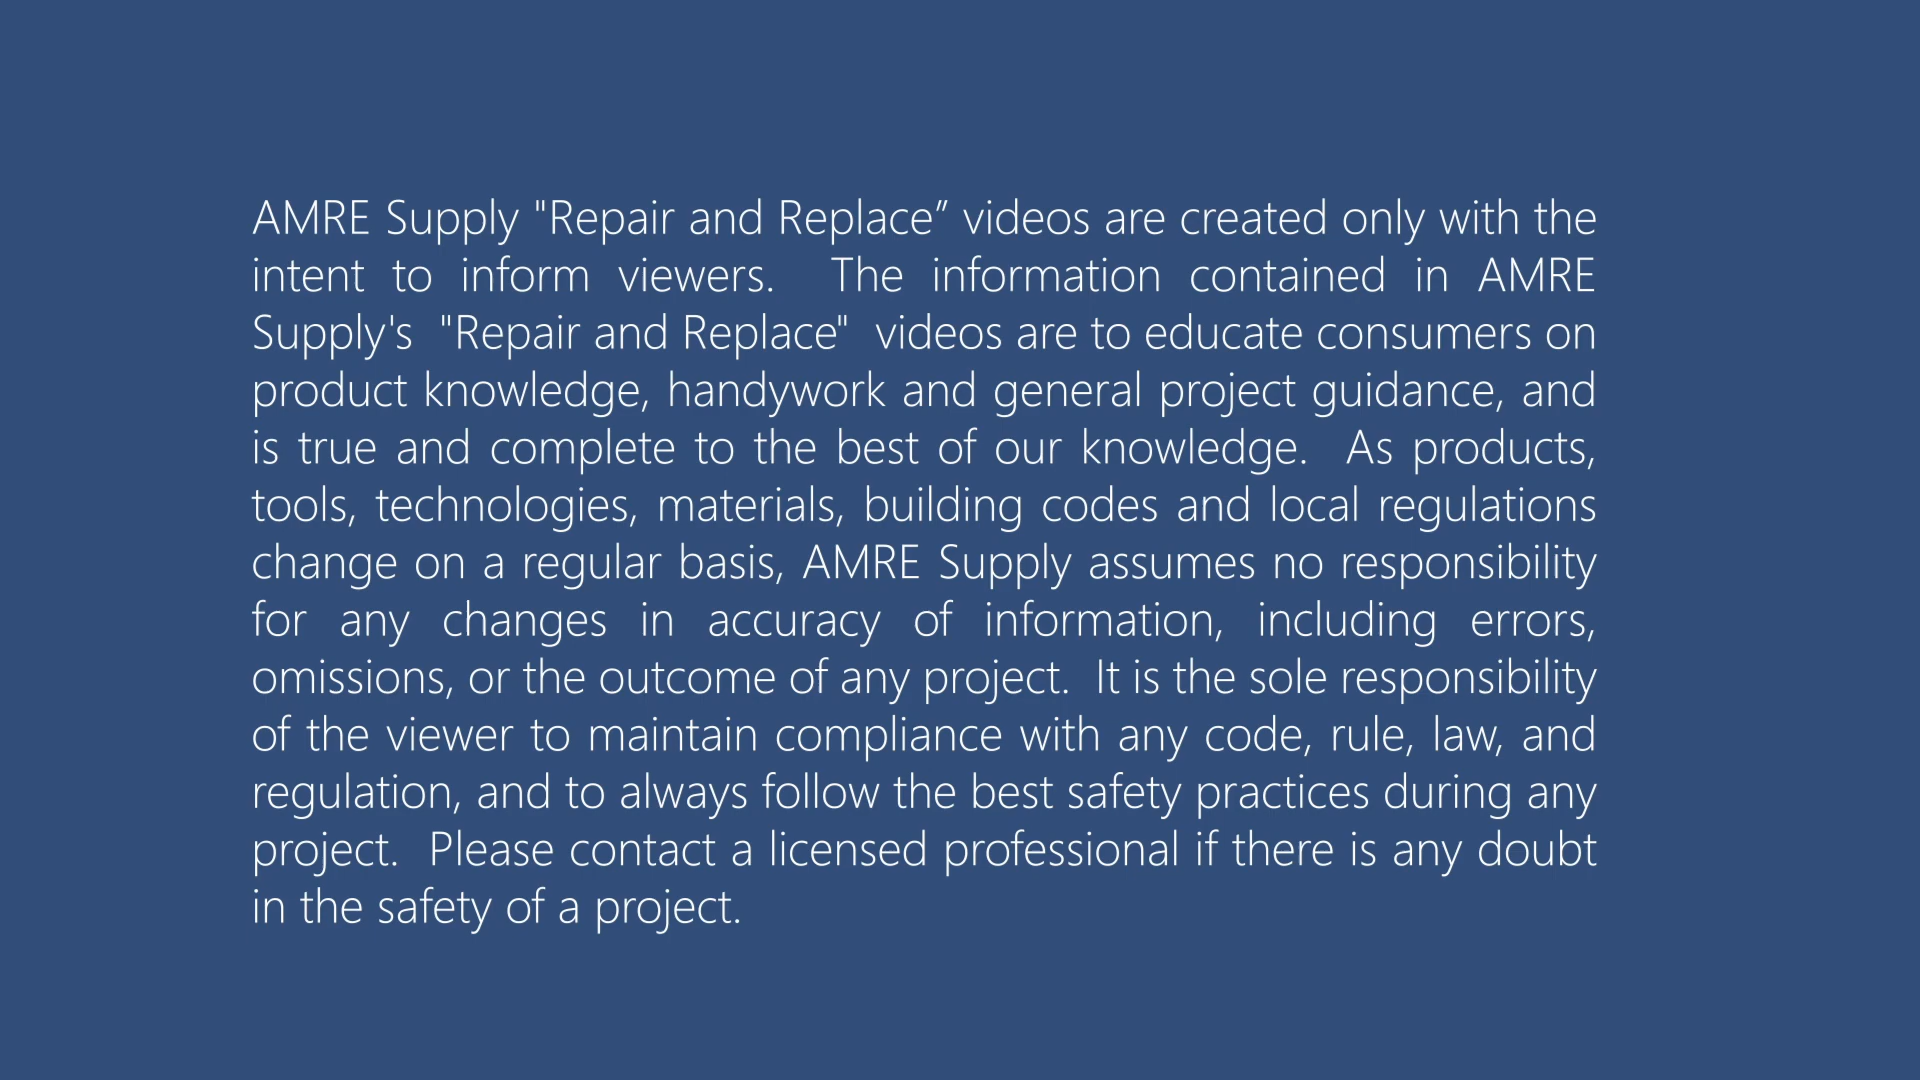 AMRE Supply "Repair and Replace” videos are created only with the
intent to inform viewers.  The information contained in AMRE
Supply's  "Repair and Replace"  videos are to educate consumers on
product knowledge, handywork and general project guidance, and
is true and complete to the best of our knowledge.  As products,
tools, technologies, materials, building codes and local regulations
change on a regular basis, AMRE Supply assumes no responsibility
for any changes in accuracy of information, including errors,
omissions, or the outcome of any project.  It is the sole responsibility
of the viewer to maintain compliance with any code, rule, law, and
regulation, and to always follow the best safety practices during any
project.  Please contact a licensed professional if there is any doubt
in the safety of a project.